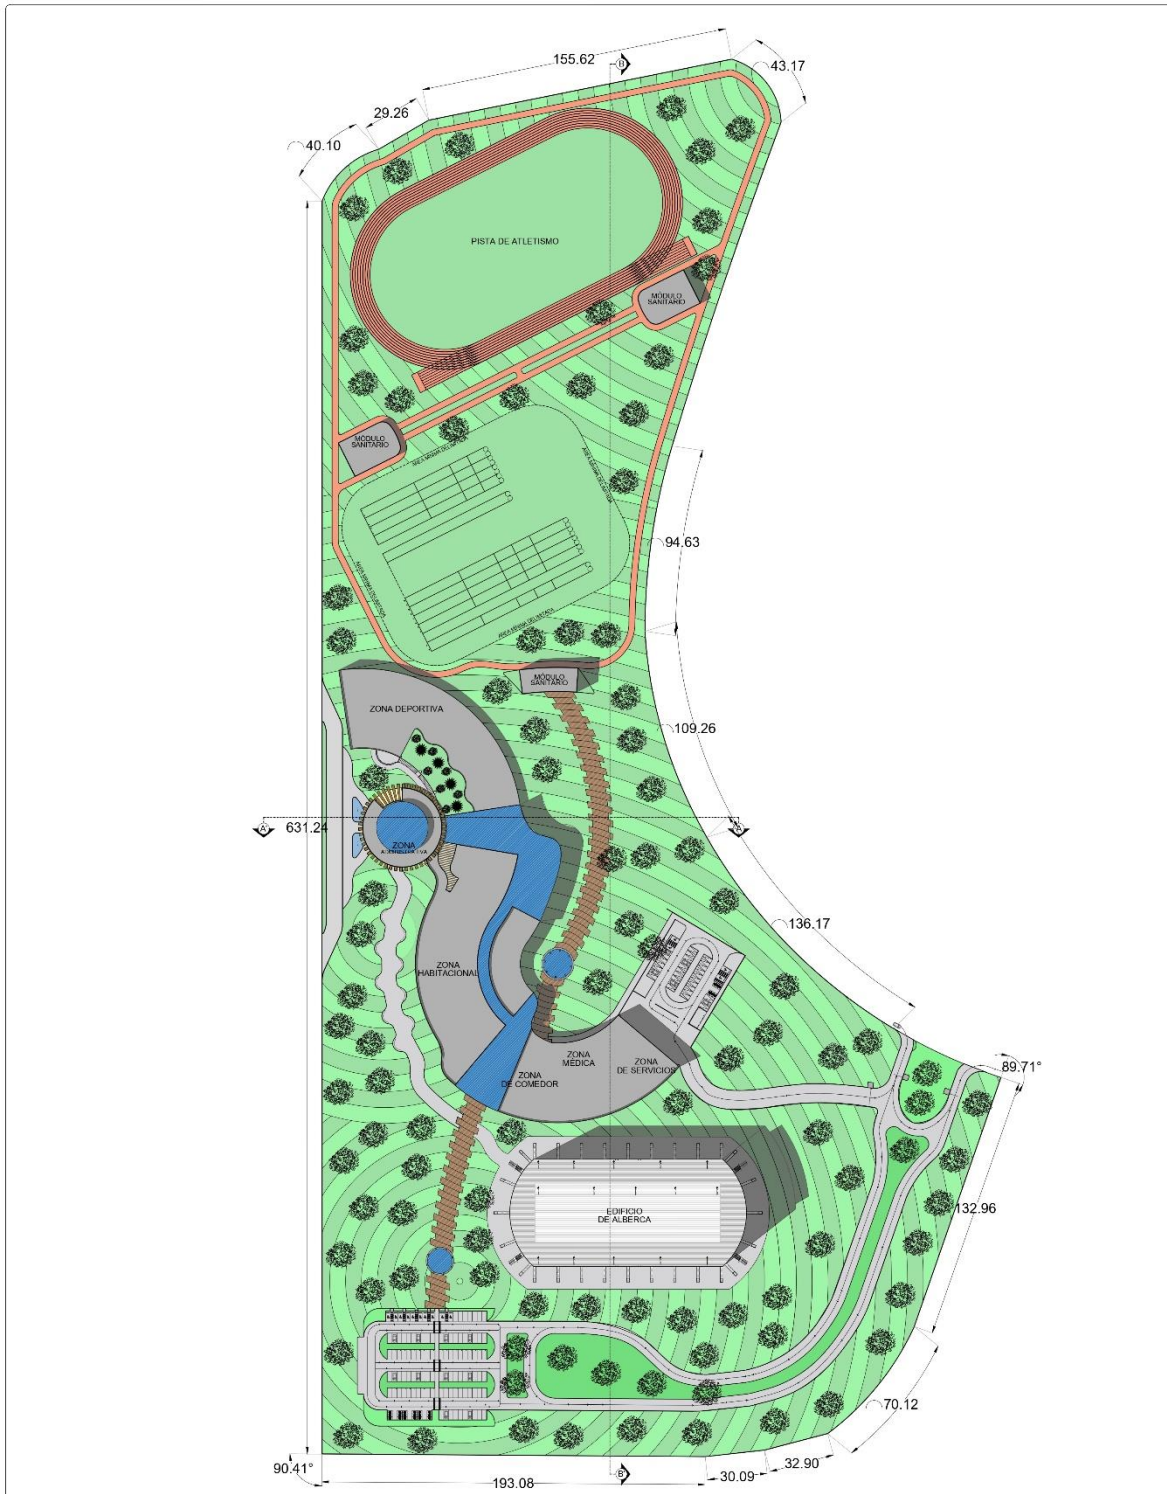 155.62
B
43.17
29.26
40.10
PISTA DE ATLETISMO
MÓDULO
SANITARIO
MÓDULO
SANITARIO
94.63
MÓDULO
SANITARIO
ZONA DEPORTIVA
109.26
A'
631.24
A
ZONA
ADMINISTRATIVA
136.17
ZONA
HABITACIONAL
ZONA
MÉDICA
ZONA
DE SERVICIOS
ZONA
DE COMEDOR
89.71°
132.96
EDIFICIO
DE ALBERCA
70.12
90.41°
193.08
B'
30.09
32.90